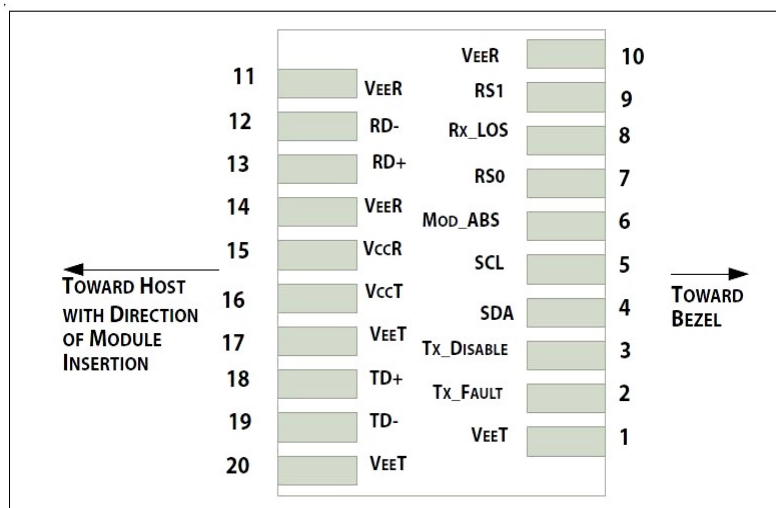 11 VEER
12 RD-
13 RD+
14 VEER
15 VCCR
16 VCCT
17 VEET
18 TD+
19 TD-
20 VEET
TOWARD HOST
WITH DIRECTION
OF MODULE
INSERTION
VEER 10
RS1 9
RX_LOS 8
RS0 7
MOD_ABS 6
SCL 5
SDA 4
TX_DISABLE 3
TX_FAULT 2
VEET 1
TOWARD
BEZEL